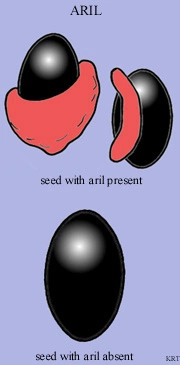 ARIL
seed with aril present
seed with aril absent
KRT